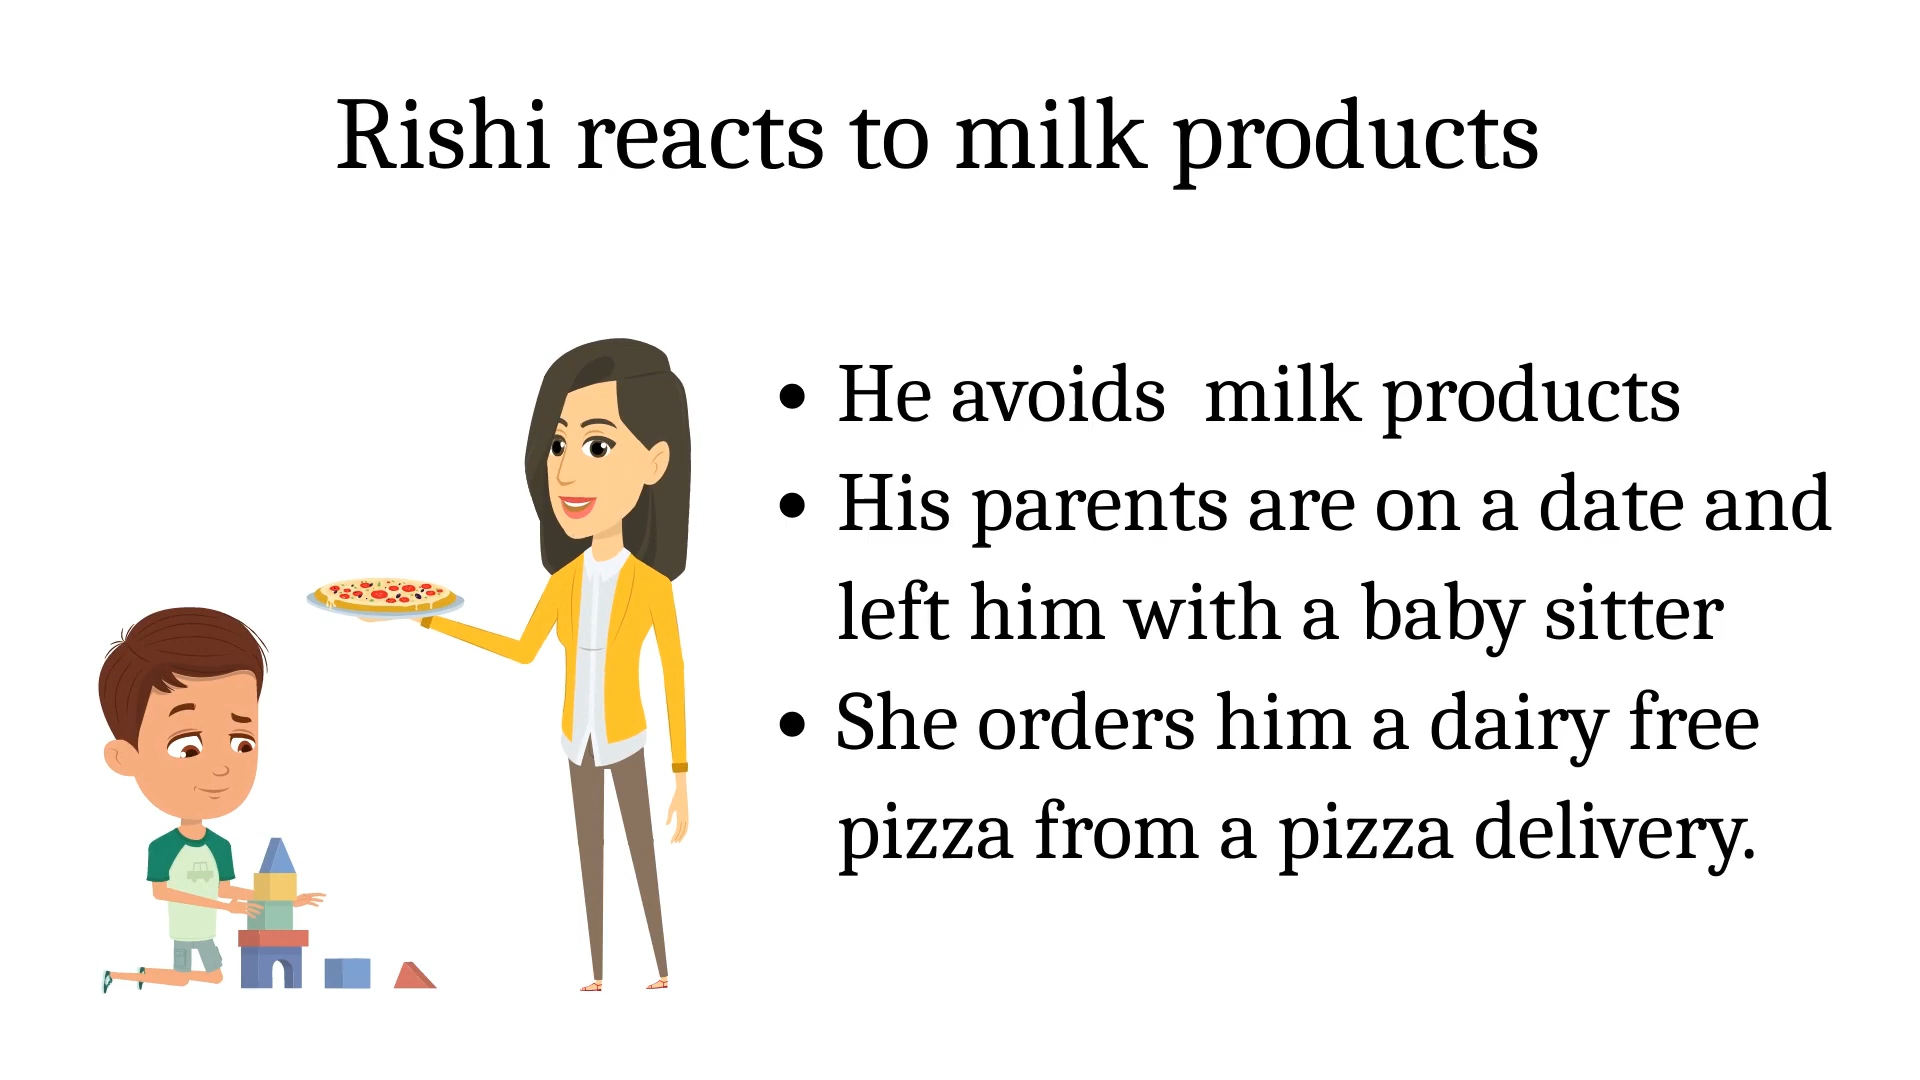 Rishi reacts to milk products
• He avoids  milk products
• His parents are on a date and
left him with a baby sitter
• She orders him a dairy free
pizza from a pizza delivery.